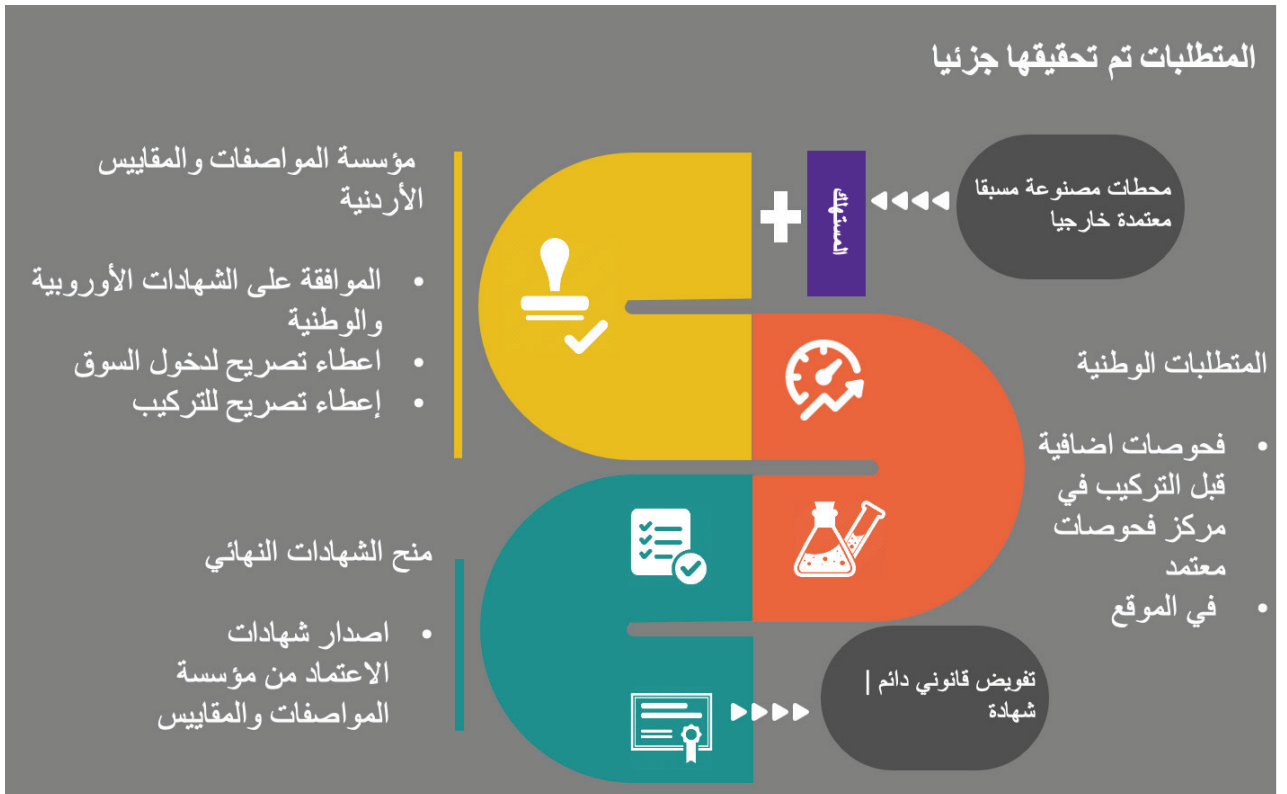 المتطلبات تم تحقيقها جزئيا
محطات مصنوعة مسبقا
معتمدة خارجيا
المستهلك
مؤسسة المواصفات والمقاييس
الأردنية
• الموافقة على الشهادات الأوروبية
والوطنية
• اعطاء تصريح لدخول السوق
• إعطاء تصريح للتركيب
المتطلبات الوطنية
• فحوصات اضافية
قبل التركيب في
مركز فحوصات
معتمد
• في الموقع
منح الشهادات النهائي
• اصدار شهادات
الاعتماد من مؤسسة
المواصفات والمقاييس
تفويض قانوني دائم |
شهادة